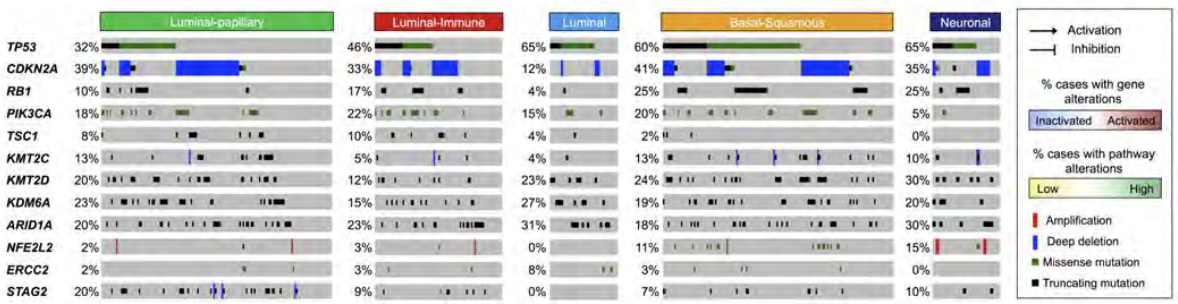 Luminal-papillary Luminal-Immune Luminal Basal-Squamous Neuronal
TP53 32% 46% 65% 60% 65%
CDKN2A 39% 33% 12% 41% 35%
RB1 10% 17% 4% 25% 25%
PIK3CA 18% 22% 15% 20% 5%
TSC1 8% 10% 4% 2% 0%
KMT2C 13% 5% 4% 13% 10%
KMT2D 20% 12% 23% 24% 30%
KDM6A 23% 15% 27% 19% 20%
ARID1A 20% 23% 31% 18% 30%
NFE2L2 2% 3% 0% 11% 15%
ERCC2 2% 3% 8% 3% 0%
STAG2 20% 9% 0% 7% 10%
Activation
Inhibition
% cases with gene
alterations
Inactivated Activated
% cases with pathway
alterations
Low High
Amplification
Deep deletion
Missense mutation
Truncating mutation